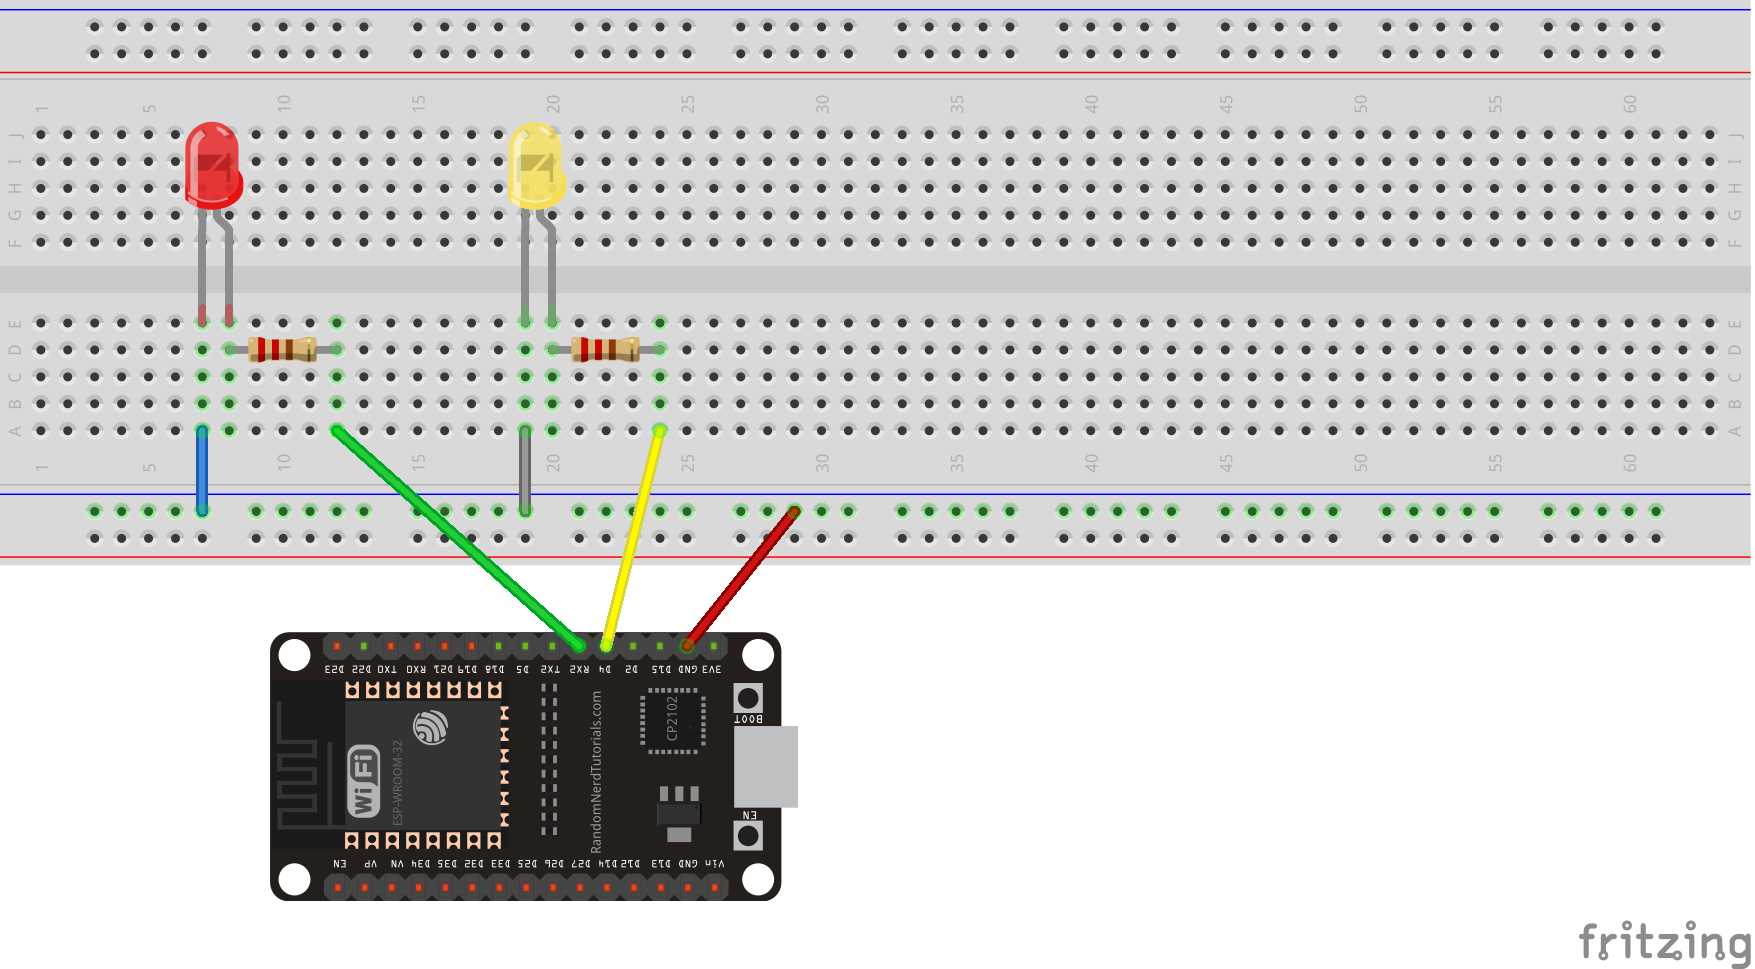 1 5 10 15 20 25 30 35 40 45 50 55 60
J J
I I
H H
G G
F F
E E
D D
C C
B B
A A
1 5 10 15 20 25 30 35 40 45 50 55 60
D23 D22 TX0 RX0 D21 D19 D18 D5 TX2 RX2 D4 D2 D15 GND 3V3
BOOT
CP2102
WiFi
ESP-WROOM-32
RandomNerdTutorials.com
EN
EN VP VN D34 D35 D32 D33 D25 D26 D27 D14 D12 D13 GND Vin
fritzing